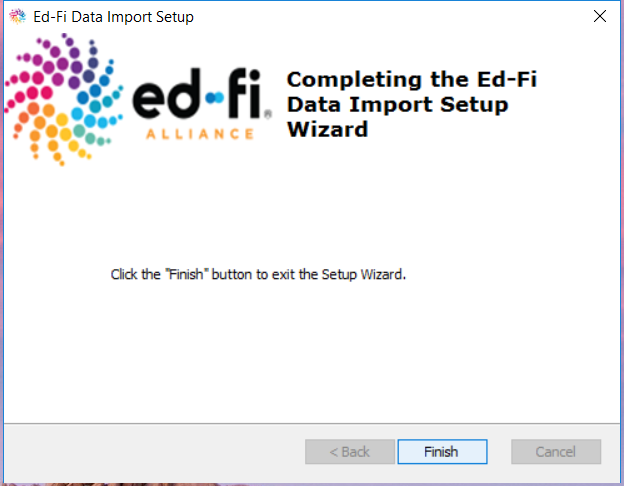 Ed-Fi Data Import Setup
ed-fi®
ALLIANCE
Completing the Ed-Fi
Data Import Setup
Wizard
Click the "Finish" button to exit the Setup Wizard.
< Back
Finish
Cancel